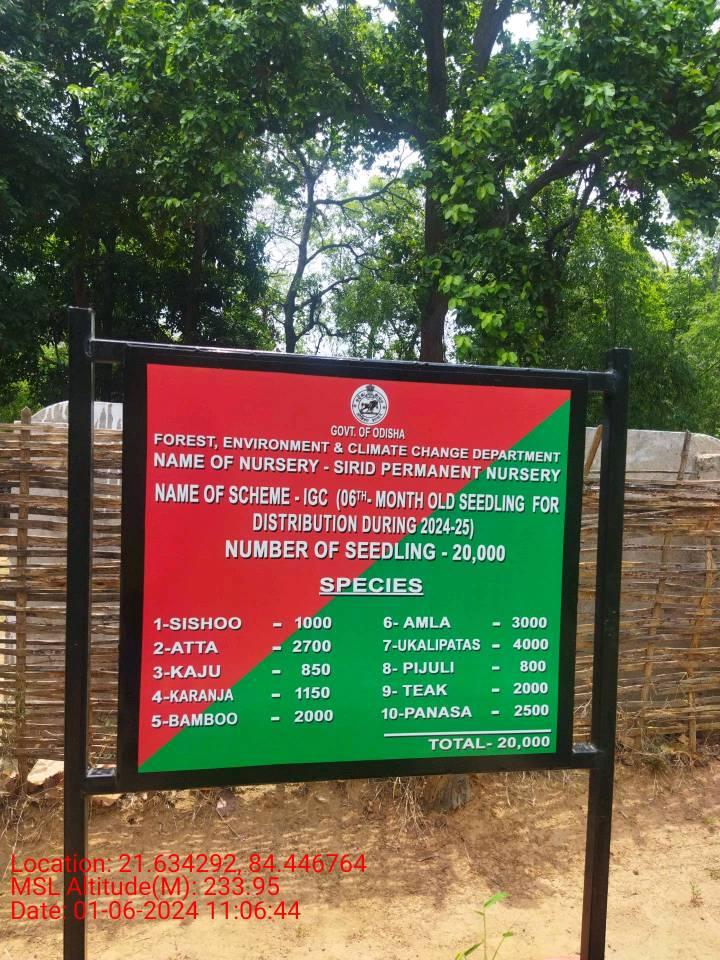 GOVT. OF ODISHA
FOREST, ENVIRONMENT & CLIMATE CHANGE DEPARTMENT
NAME OF NURSERY - SIRID PERMANENT NURSERY
NAME OF SCHEME - IGC (06TH- MONTH OLD SEEDLING FOR
DISTRIBUTION DURING 2024-25)
NUMBER OF SEEDLING - 20,000
SPECIES
1-SISHOO - 1000
2-ATTA - 2700
3-KAJU - 850
4-KARANJA - 1150
5-BAMBOO - 2000
6- AMLA - 3000
7-UKALIPATAS - 4000
8- PIJULI - 800
9- TEAK - 2000
10-PANASA - 2500
TOTAL- 20,000
Location: 21.634292, 84.446764
MSL Altitude(M): 233.95
Date: 01-06-2024 11:06:44